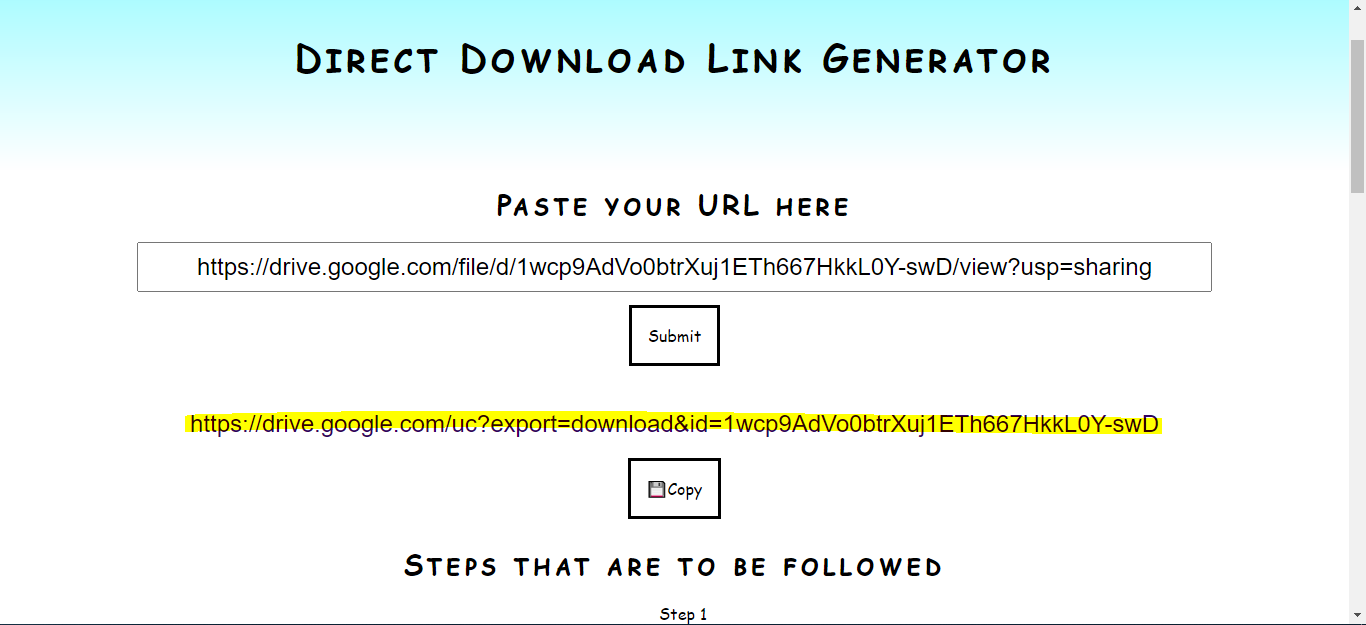 Direct Download Link Generator
Paste your URL here
https://drive.google.com/file/d/1wcp9AdVo0btrXuj1ETh667HkkL0Y-swD/view?usp=sharing
Submit
https://drive.google.com/uc?export=download&id=1wcp9AdVo0btrXuj1ETh667HkkL0Y-swD
Copy
Steps that are to be followed
Step 1